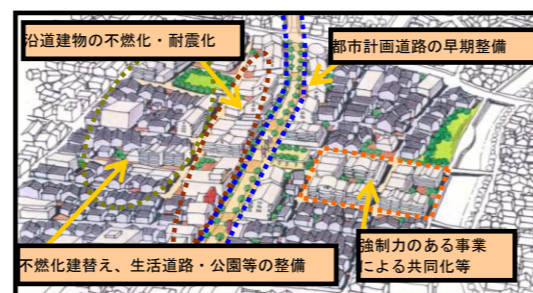 沿道建物の不燃化・耐震化
都市計画道路の早期整備
不燃化建替え、生活道路・公園等の整備
強制力のある事業
による共同化等